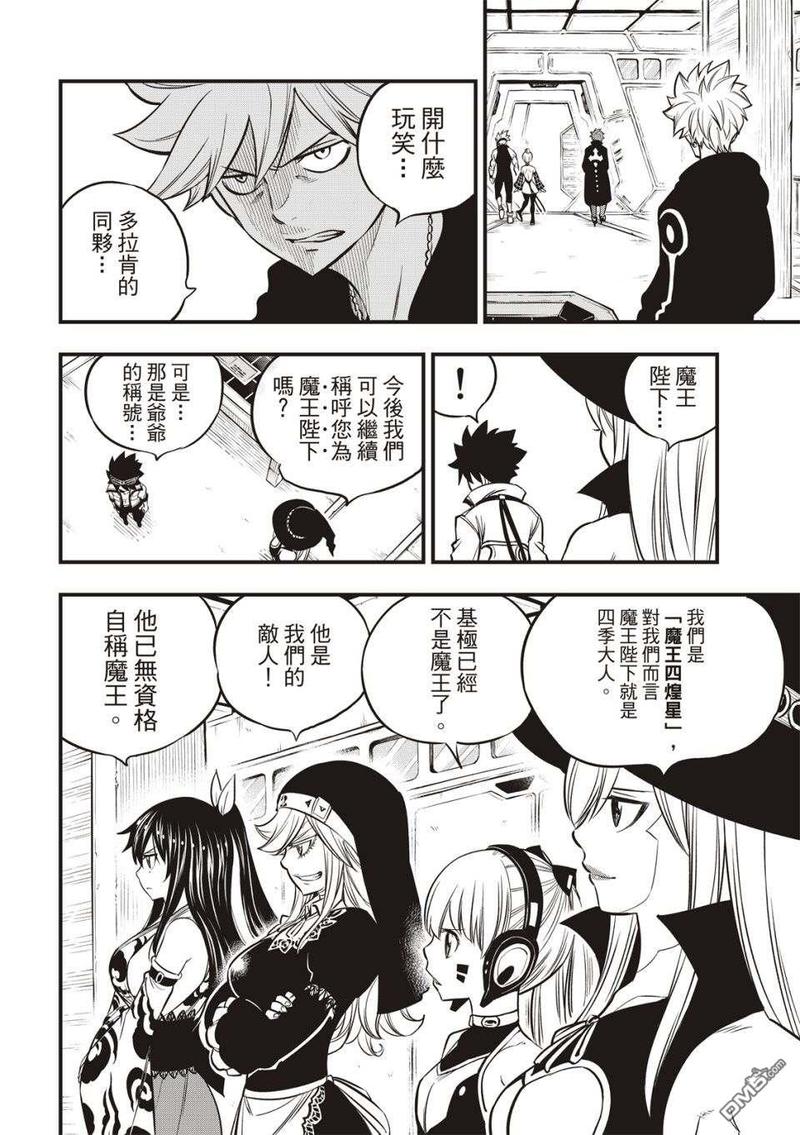 開什麼
玩笑…
多拉肯的
同夥…
魔王
陛下…
！
今後我們
可以繼續
稱呼您為
魔王陛下
嗎？
可是…
那是爺爺
的稱號…
我們是
「魔王四煌星」，
對我們而言
魔王陛下就是
四季大人。
基極已經
不是魔王了。
他是
我們的
敵人！
他已無資格
自稱魔王。
DM5.com